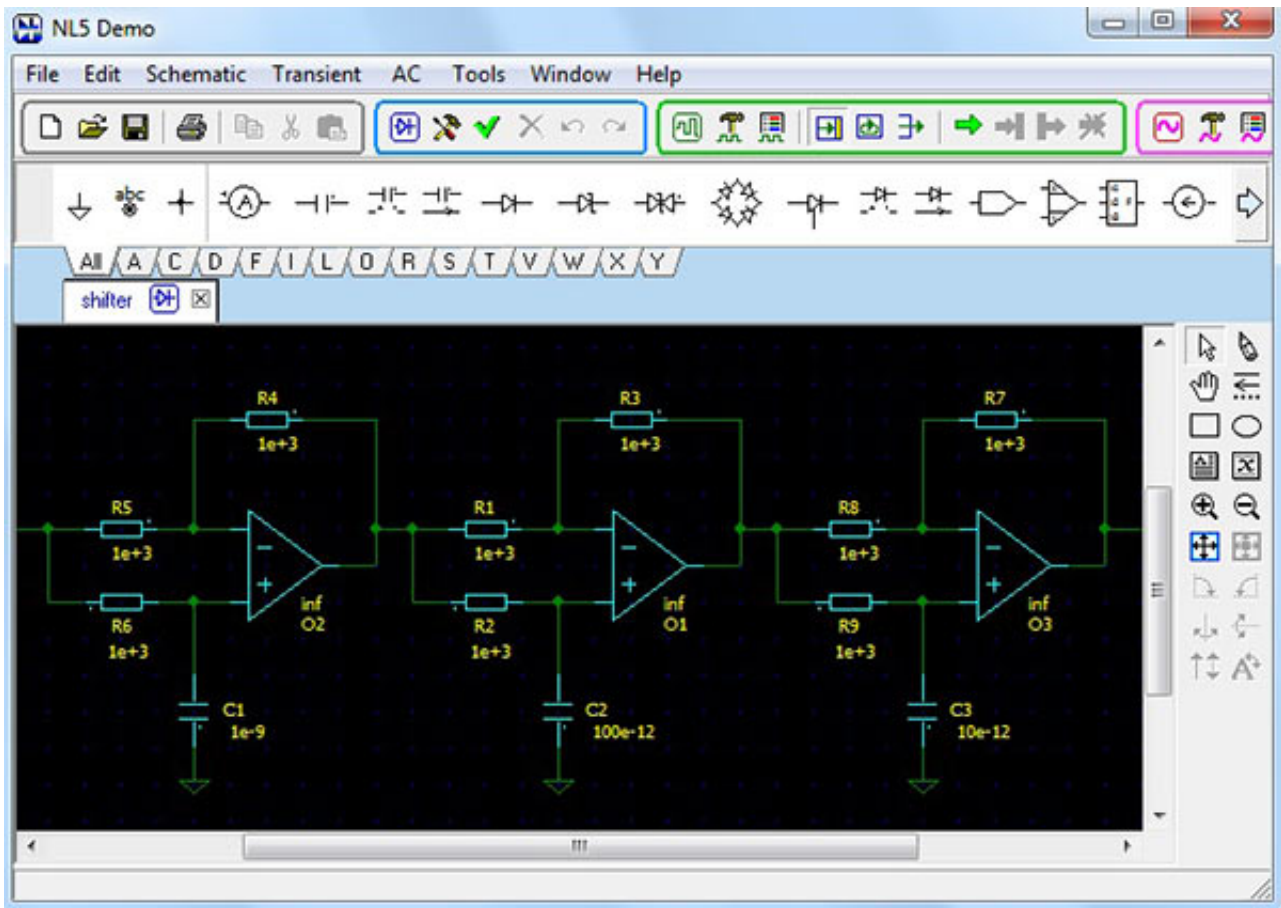 NL5 Demo
File Edit Schematic Transient AC Tools Window Help
abc
All A C D F I L O R S T V W X Y
shifter
R4
1e+3
R3
1e+3
R7
1e+3
R5
1e+3
R1
1e+3
R8
1e+3
R6
1e+3
inf
O2
R2
1e+3
inf
O1
R9
1e+3
inf
O3
C1
1e-9
C2
100e-12
C3
10e-12